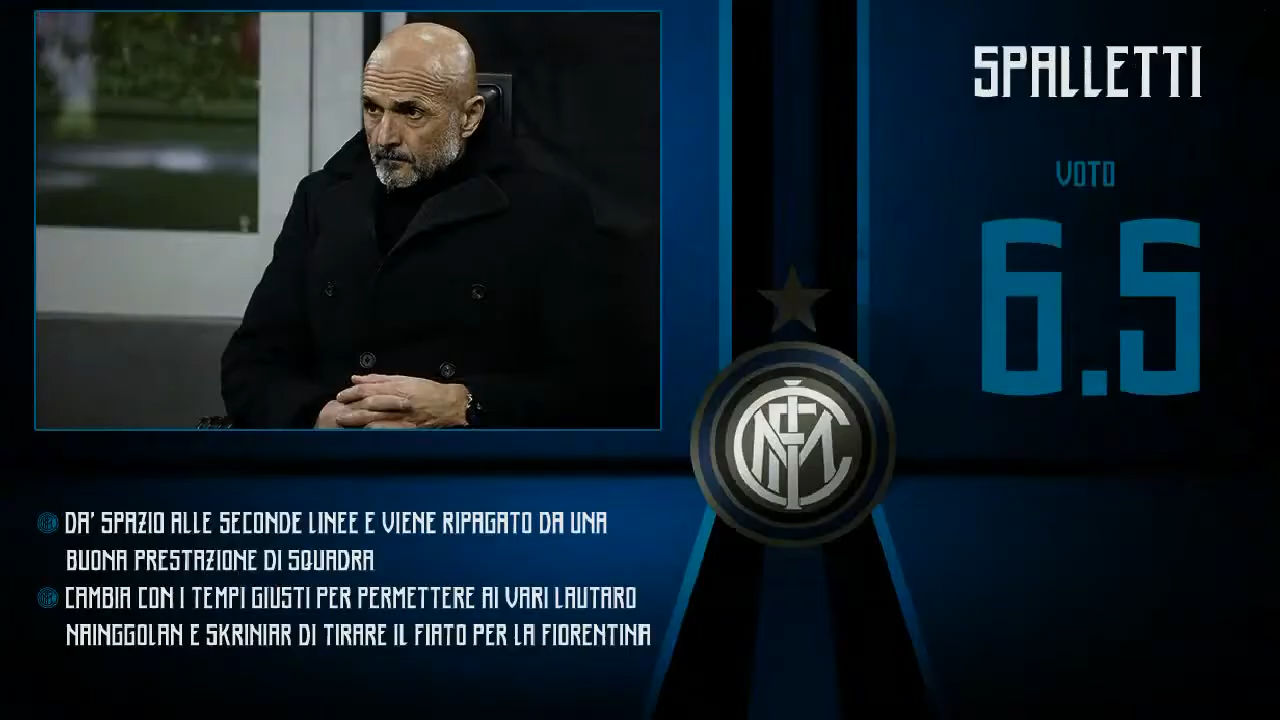 SPALLETTI
VOTO
6.5
DA' SPAZIO ALLE SECONDE LINEE E VIENE RIPAGATO DA UNA
BUONA PRESTAZIONE DI SQUADRA
CAMBIA CON I TEMPI GIUSTI PER PERMETTERE AI VARI LAUTARO
NAINGGOLAN E SKRINIAR DI TIRARE IL FIATO PER LA FIORENTINA